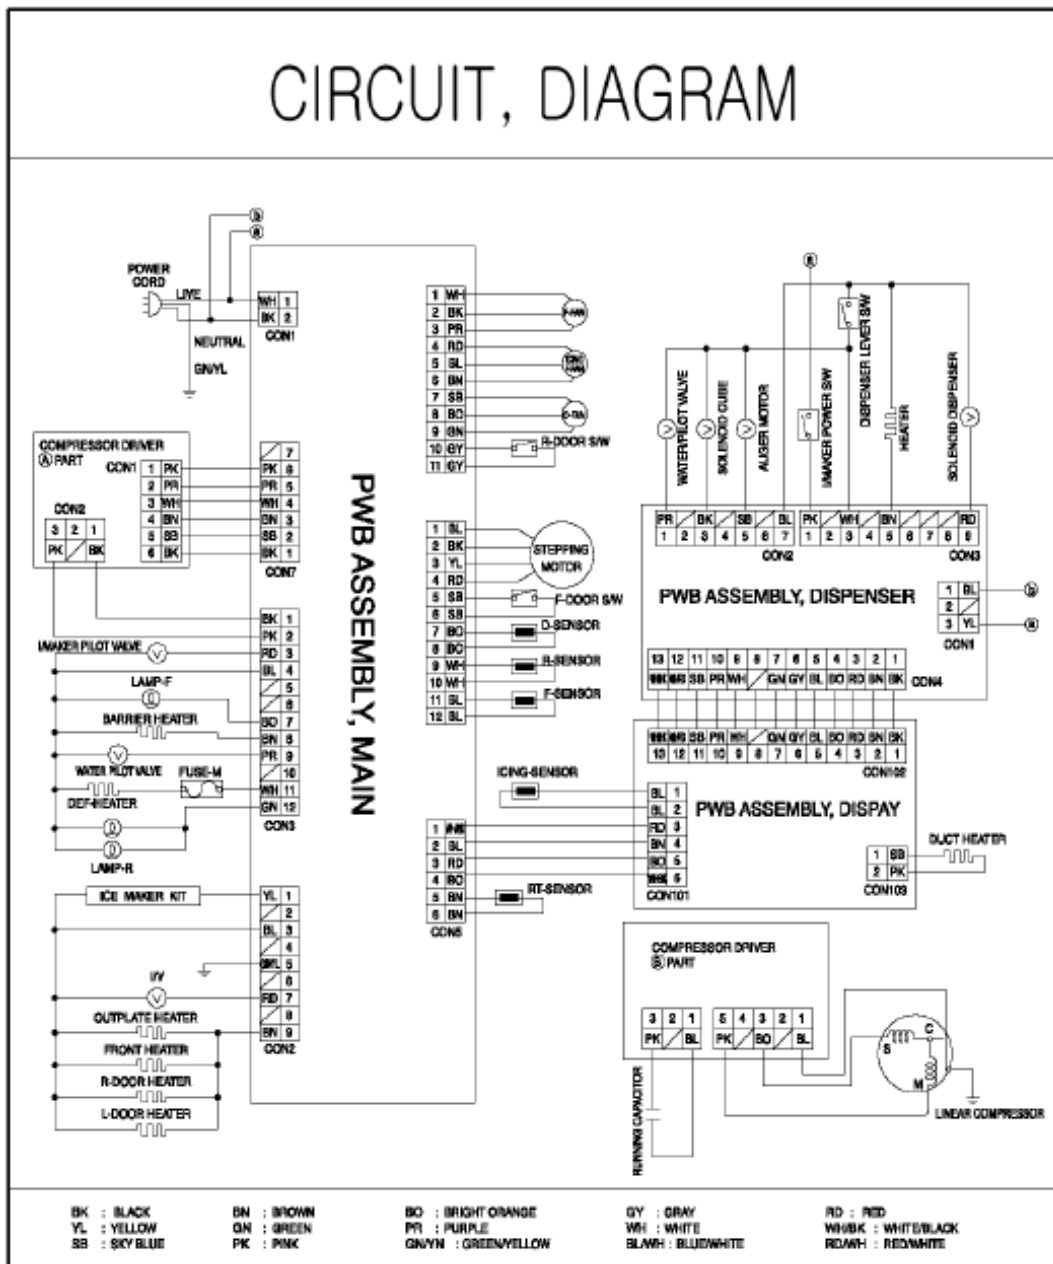 CIRCUIT, DIAGRAM
b
a
POWER
CORD
LIVE
WH 1
BK 2
CON1
NEUTRAL
GN/YL
COMPRESSOR DRIVER
A PART
CON1
1 PK
2 PR
3 WH
4 BN
5 SB
6 BK
CON2
3 2 1
PK BK
7
PK 6
PR 5
WH 4
BN 3
SB 2
BK 1
CON7
BK 1
PK 2
RD 3
BL 4
5
6
BO 7
BN 8
PR 9
10
WH 11
GN 12
CON3
I/MAKER PILOT VALVE
V
LAMP-F
BARRIER HEATER
V
WATER PILOT VALVE
FUSE-M
DEF-HEATER
LAMP-R
ICE MAKER KIT
YL 1
2
BL 3
4
5
6
RD 7
8
BN 9
CON2
I/V
V
OUTPLATE HEATER
FRONT HEATER
R-DOOR HEATER
L-DOOR HEATER
PWB ASSEMBLY, MAIN
1 WH
2 BK
3 PR
4 RD
5 BL
6 BN
7 SB
8 BO
9 GN
10 GY
11 GY
R-DOOR S/W
1 BL
2 BK
3 YL
4 RD
5 SB
6 SB
7 BO
8 BO
9 WH
10 WH
11 BL
12 BL
STEPPING
MOTOR
F-DOOR S/W
D-SENSOR
R-SENSOR
F-SENSOR
1
2 BL
3 RD
4 BO
5 BN
6 BN
CON5
ICING-SENSOR
RT-SENSOR
a
WATER/PILOT VALVE
SOLENOID CUBE
AUGER MOTOR
I/MAKER POWER S/W
DISPENSER LEVER S/W
HEATER
SOLENOID DISPENSER
V V V V
PR BK SB BL
1 2 3 4 5 6 7
CON2
PK WH BN RD
1 2 3 4 5 6 7 8 9
CON3
PWB ASSEMBLY, DISPENSER
1 BL
2
3 YL
CON1
b
a
13 12 11 10 9 8 7 6 5 4 3 2 1
SB PR WH GN GY BL BO RD BN BK
CON4
SB PR WH GN GY BL BO RD BN BK
13 12 11 10 9 8 7 6 5 4 3 2 1
CON102
PWB ASSEMBLY, DISPAY
BL 1
BL 2
RD 3
BN 4
BO 5
6
CON101
1 SB
2 PK
CON103
DUCT HEATER
COMPRESSOR DRIVER
B PART
3 2 1
PK BL
5 4 3 2 1
PK BO BL
RUNNING CAPACITOR
C
S
M
LINEAR COMPRESSOR
BK : BLACK
BN : BROWN
BO : BRIGHT ORANGE
GY : GRAY
RD : RED
YL : YELLOW
GN : GREEN
PR : PURPLE
WH : WHITE
WH/BK : WHITE/BLACK
SB : SKY BLUE
PK : PINK
GN/YN : GREEN/YELLOW
BL/WH : BLUE/WHITE
RD/WH : RED/WHITE